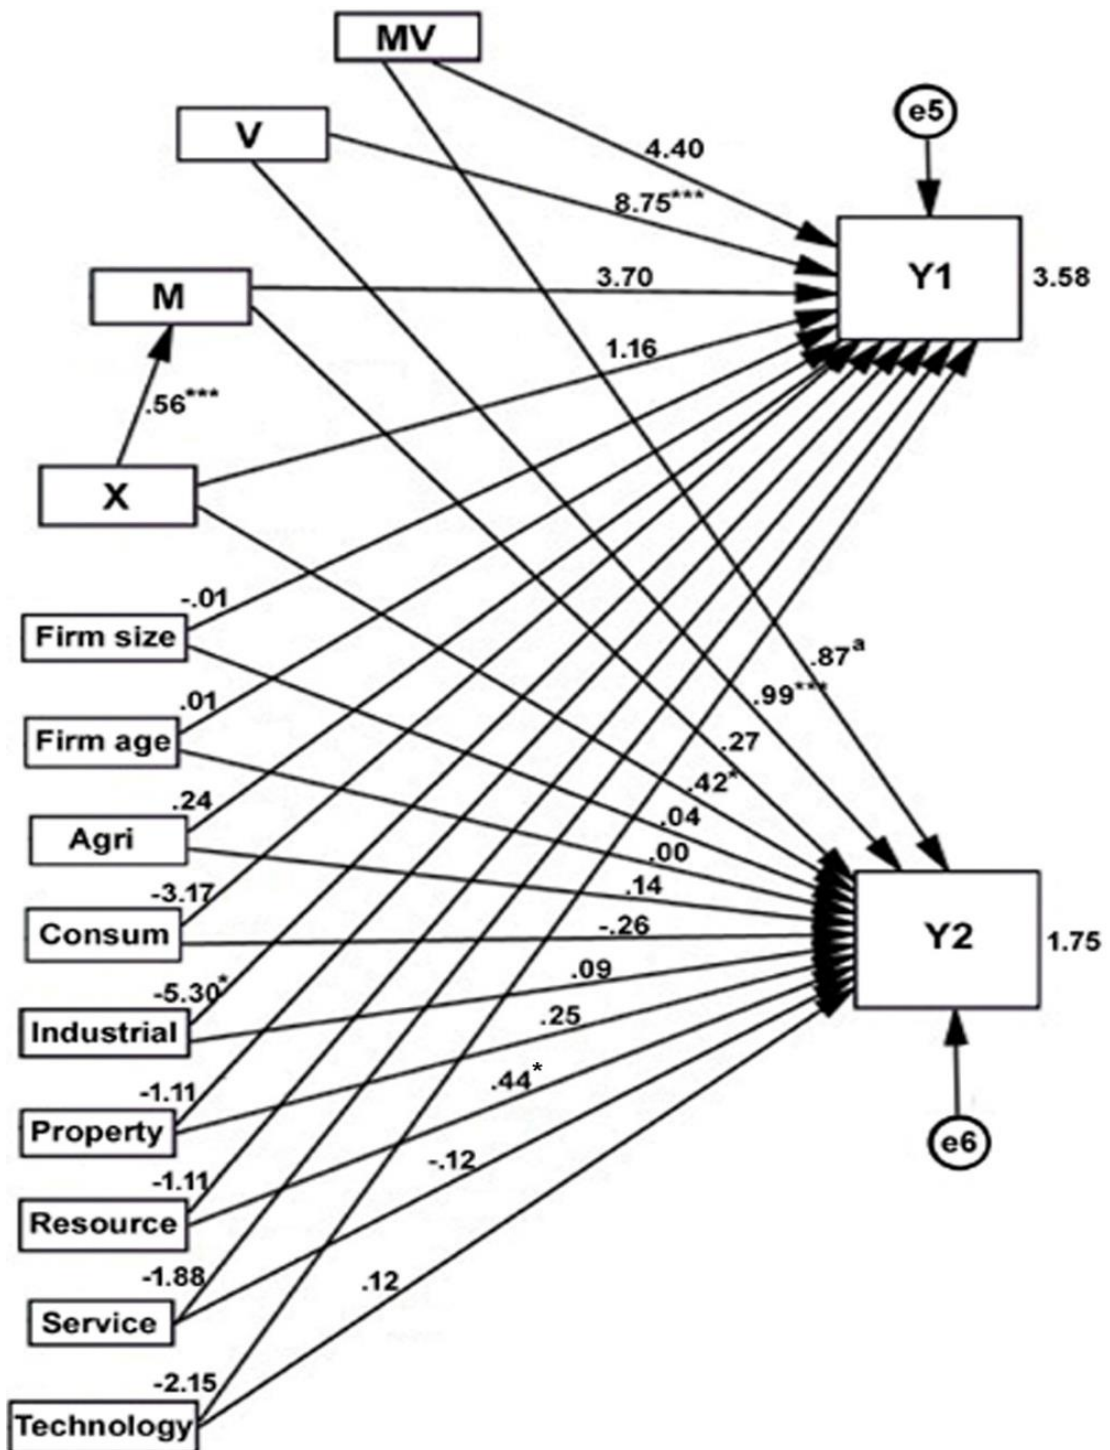 MV
e5
V
4.40
8.75***
Y1
3.58
M
3.70
1.16
.56***
X
-.01
Firm size
.87a
.99***
.01
Firm age
.27
.42*
.24
.04
Agri
.00
.14
-3.17
Consum
-.26
Y2
1.75
.09
-5.30*
Industrial
.25
.44*
-1.11
Property
e6
-.12
-1.11
Resource
-1.88
.12
Service
-2.15
Technology